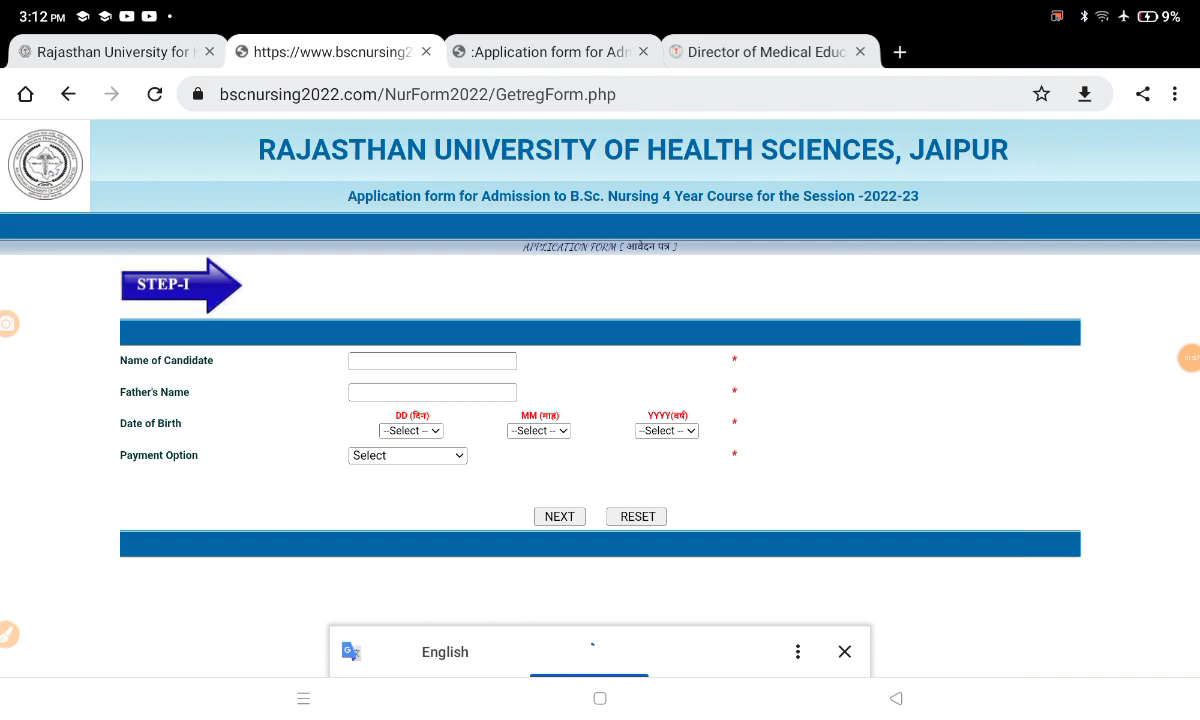 3:12 PM
9%
Rajasthan University for
https://www.bscnursing2
:Application form for Adm
Director of Medical Educ
bscnursing2022.com/NurForm2022/GetregForm.php
RAJASTHAN UNIVERSITY OF HEALTH SCIENCES, JAIPUR
Application form for Admission to B.Sc. Nursing 4 Year Course for the Session -2022-23
APPLICATION FORM [ आवेदन पत्र ]
STEP-I
Name of Candidate *
Father's Name *
DD (दिन) MM (माह) YYYY(वर्ष)
Date of Birth --Select -- --Select -- --Select -- *
Payment Option Select *
NEXT RESET
English